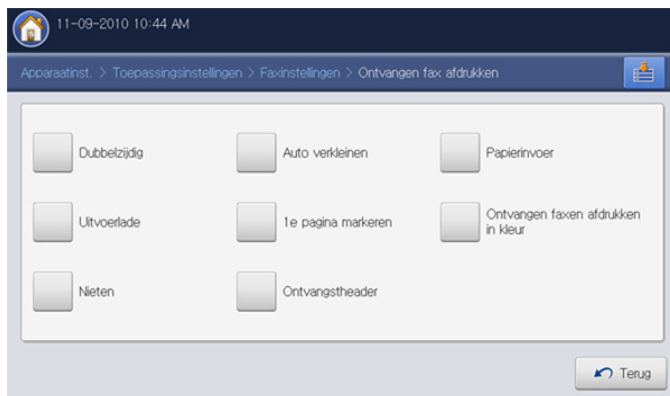 11-09-2010 10:44 AM
Apparaatinst. > Toepassingsinstellingen > Faxinstellingen > Ontvangen fax afdrukken
Dubbelzijdig
Auto verkleinen
Papierinvoer
Uitvoerlade
1e pagina markeren
Ontvangen faxen afdrukken
in kleur
Nieten
Ontvangstheader
Terug